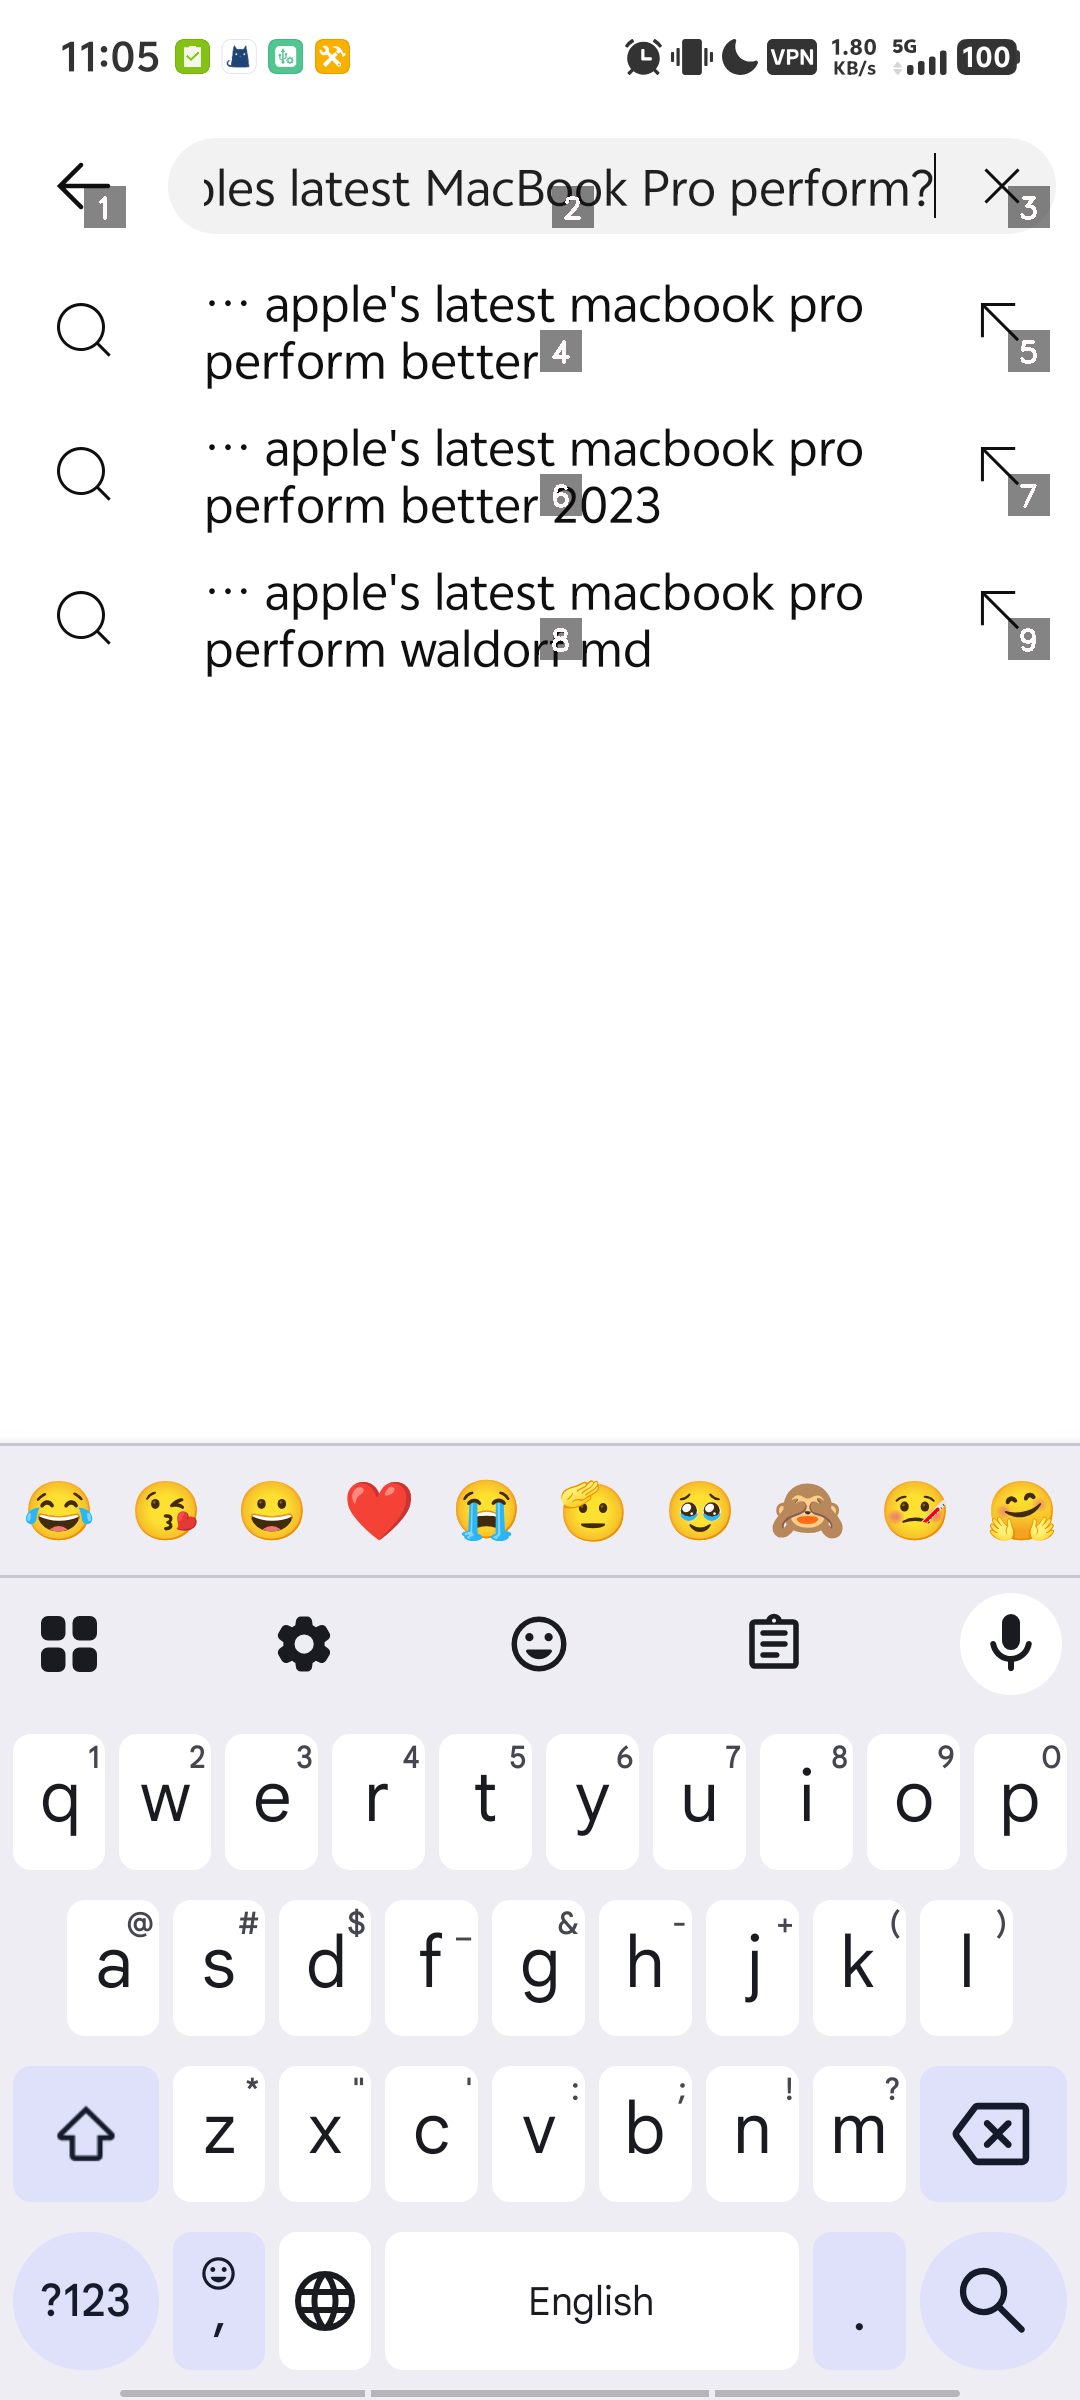 11:05 VPN 1.80 KB/s 5G 100
ples latest MacBook Pro perform?
1 2 3
… apple's latest macbook pro
perform better
4 5
… apple's latest macbook pro
perform better 2023
6 7
… apple's latest macbook pro
perform waldorf md
8 9
q 1 w 2 e 3 r 4 t 5 y 6 u 7 i 8 o 9 p 0
a @ s # d $ f _ g & h - j + k ( l )
z * x " c ' v : b ; n ! m ?
?123 , English .